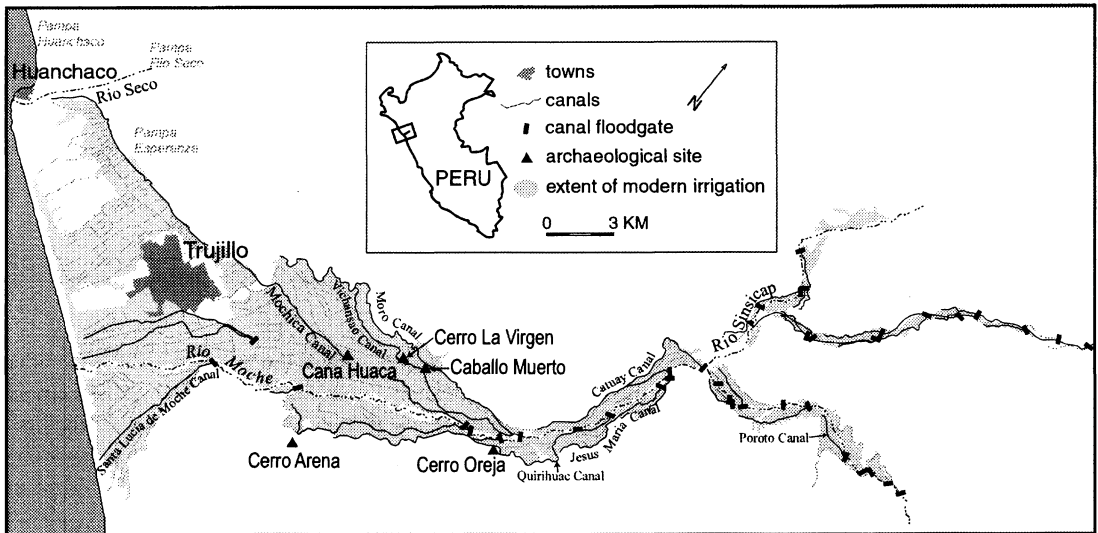 Pampa
Huanchaco
Pampa
Rio Seco
Huanchaco
Rio Seco
Pampa
Esperanza
Trujillo
towns
canals
canal floodgate
archaeological site
extent of modern irrigation
0 3 KM
PERU
N
Mochica Canal
Vichansao Canal
Moro Canal
Cerro La Virgen
Caballo Muerto
Cana Huaca
Río Moche
Santa Lucia de Moche Canal
Cerro Arena
Cerro Oreja
Quirihuac Canal
Jesus Maria Canal
Catuay Canal
Río Sinsicap
Poroto Canal